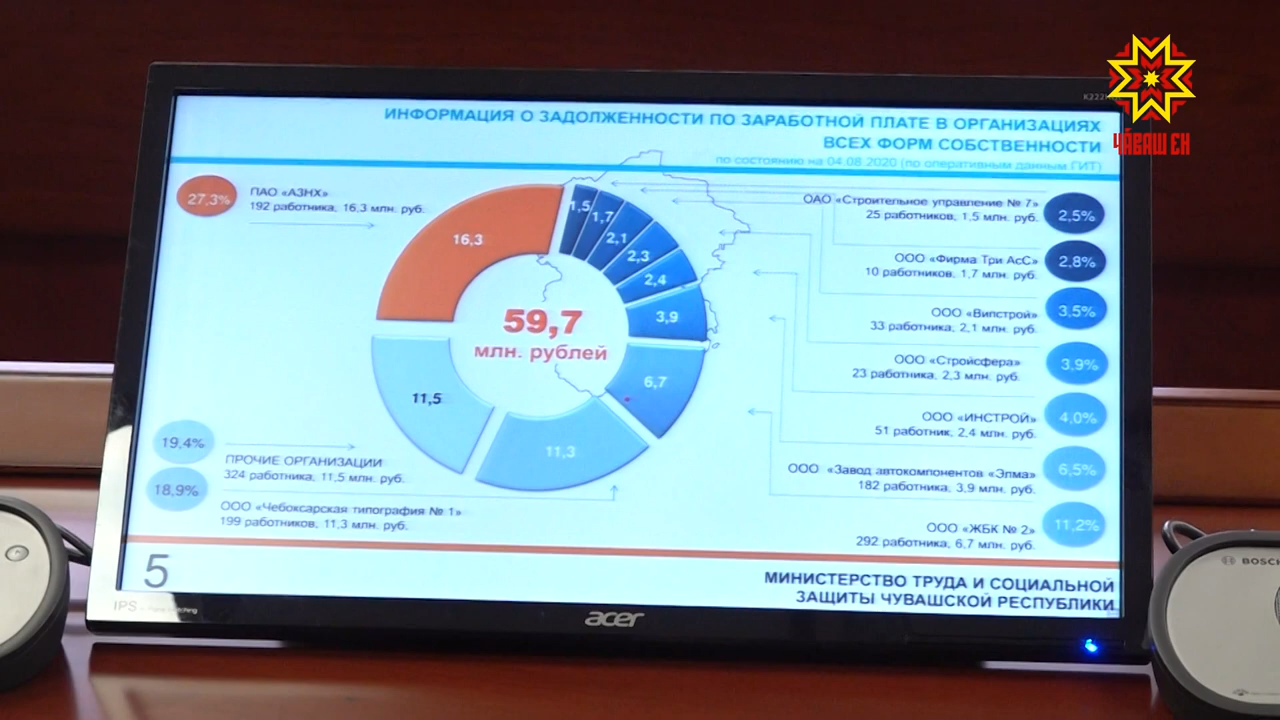 ЧӐВАШ ЕН
ИНФОРМАЦИЯ О ЗАДОЛЖЕННОСТИ ПО ЗАРАБОТНОЙ ПЛАТЕ В ОРГАНИЗАЦИЯХ
ВСЕХ ФОРМ СОБСТВЕННОСТИ
по состоянию на 04.08.2020 (по оперативным данным ГИТ)
27,3%
ПАО «АЗНХ»
192 работника, 16,3 млн. руб.
16,3
1,5
1,7
2,1
2,3
2,4
3,9
6,7
11,3
11,5
59,7
млн. рублей
ОАО «Строительное управление № 7»
25 работников, 1,5 млн. руб.
2,5%
ООО «Фирма Три АсС»
10 работников, 1,7 млн. руб.
2,8%
ООО «Випстрой»
33 работника, 2,1 млн. руб.
3,5%
ООО «Стройсфера»
23 работника, 2,3 млн. руб.
3,9%
ООО «ИНСТРОЙ»
51 работник, 2,4 млн. руб.
4,0%
ООО «Завод автокомпонентов «Элма»
182 работника, 3,9 млн. руб.
6,5%
ООО «ЖБК № 2»
292 работника, 6,7 млн. руб.
11,2%
19,4%
ПРОЧИЕ ОРГАНИЗАЦИИ
324 работника, 11,5 млн. руб.
18,9%
ООО «Чебоксарская типография № 1»
199 работников, 11,3 млн. руб.
5
МИНИСТЕРСТВО ТРУДА И СОЦИАЛЬНОЙ
ЗАЩИТЫ ЧУВАШСКОЙ РЕСПУБЛИКИ
IPS
acer
BOSCH